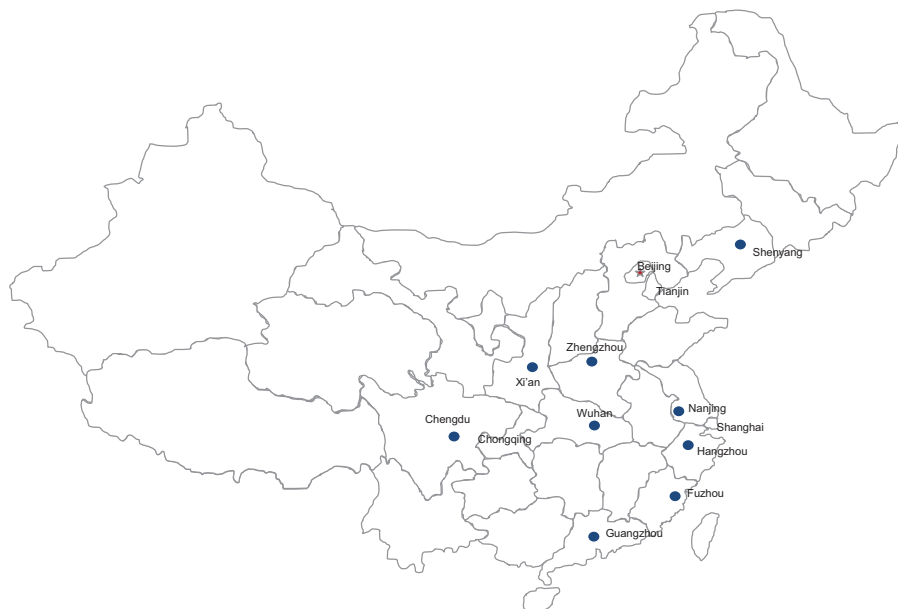 Shenyang
Beijing
Tianjin
Zhengzhou
Xi'an
Nanjing
Wuhan
Chengdu
Shanghai
Chongqing
Hangzhou
Fuzhou
Guangzhou